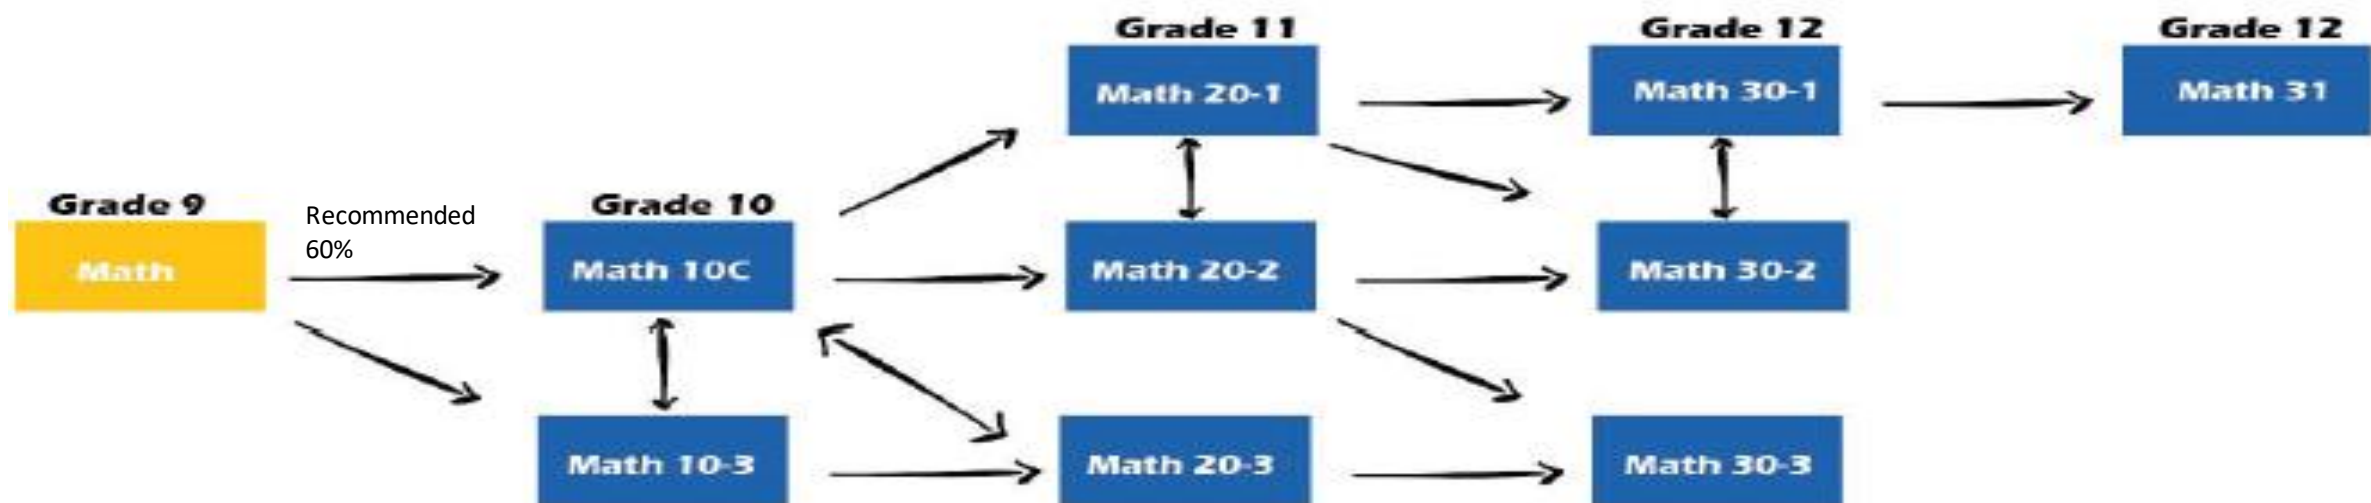 Grade 11
Grade 12
Grade 12
Math 20-1
Math 30-1
Math 31
Grade 9
Recommended
60%
Grade 10
Math
Math 10C
Math 20-2
Math 30-2
Math 10-3
Math 20-3
Math 30-3